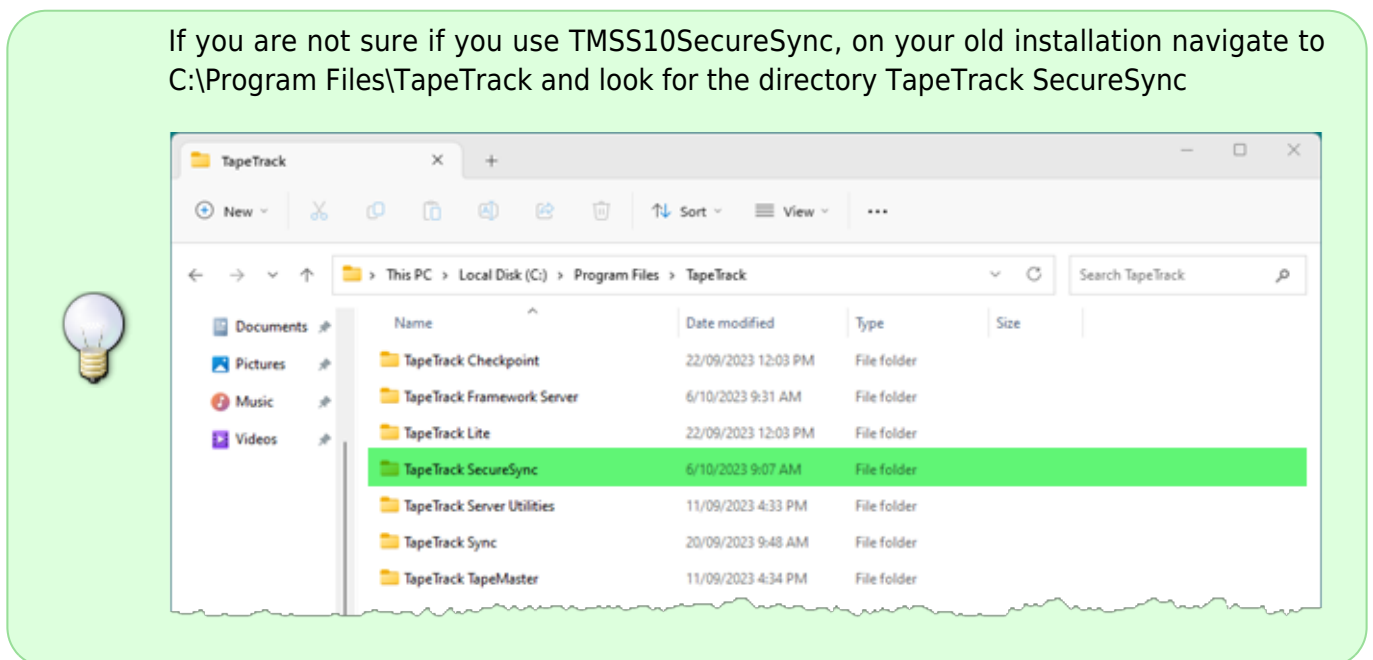 If you are not sure if you use TMSS10SecureSync, on your old installation navigate to
C:\Program Files\TapeTrack and look for the directory TapeTrack SecureSync
TapeTrack
New Sort View
This PC > Local Disk (C:) > Program Files > TapeTrack Search TapeTrack
Documents Name Date modified Type Size
Pictures TapeTrack Checkpoint 22/09/2023 12:03 PM File folder
Music TapeTrack Framework Server 6/10/2023 9:31 AM File folder
Videos TapeTrack Lite 22/09/2023 12:03 PM File folder
TapeTrack SecureSync 6/10/2023 9:07 AM File folder
TapeTrack Server Utilities 11/09/2023 4:33 PM File folder
TapeTrack Sync 20/09/2023 9:48 AM File folder
TapeTrack TapeMaster 11/09/2023 4:34 PM File folder